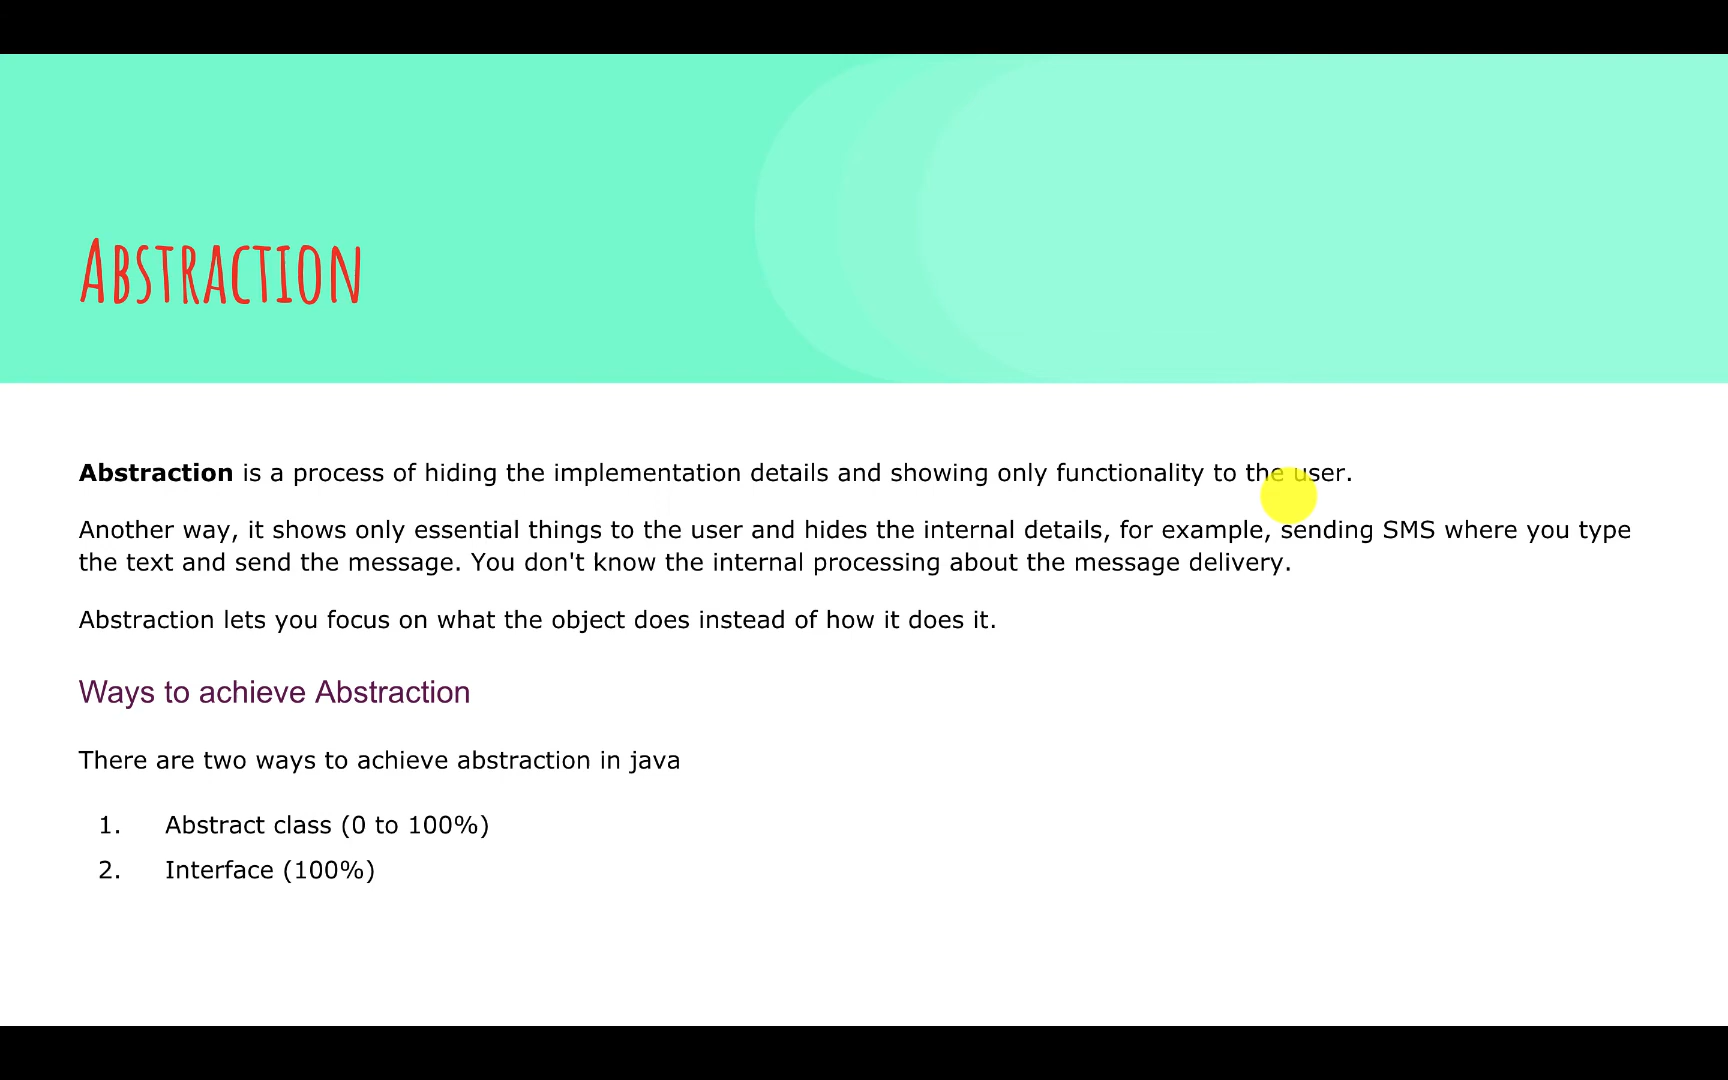 ABSTRACTION
Abstraction is a process of hiding the implementation details and showing only functionality to the user.
Another way, it shows only essential things to the user and hides the internal details, for example, sending SMS where you type
the text and send the message. You don't know the internal processing about the message delivery.
Abstraction lets you focus on what the object does instead of how it does it.
Ways to achieve Abstraction
There are two ways to achieve abstraction in java
1. Abstract class (0 to 100%)
2. Interface (100%)